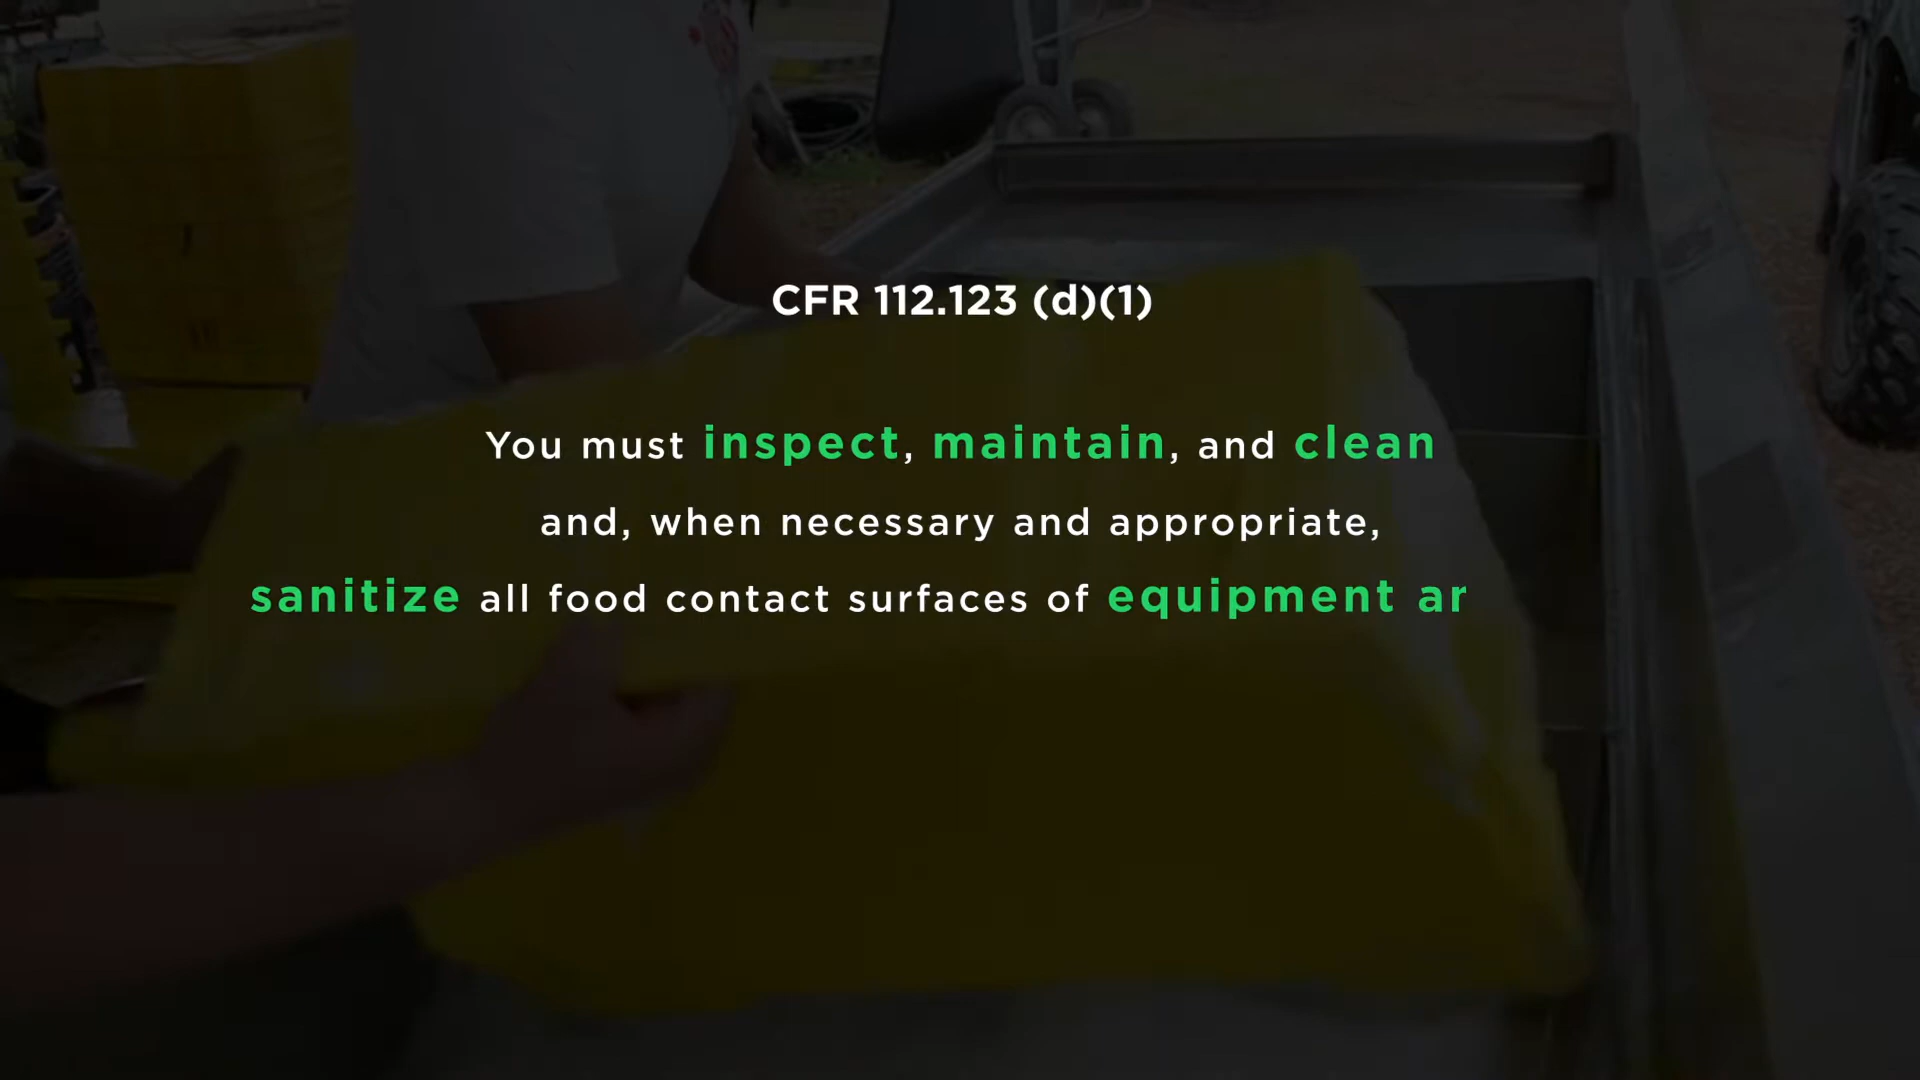 CFR 112.123 (d)(1)
You must inspect, maintain, and clean
and, when necessary and appropriate,
sanitize all food contact surfaces of equipment ar